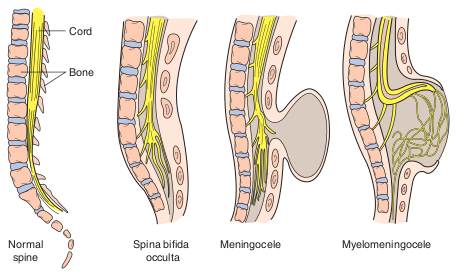 Cord
Bone
Normal
spine
Spina bifida
occulta
Meningocele
Myelomeningocele